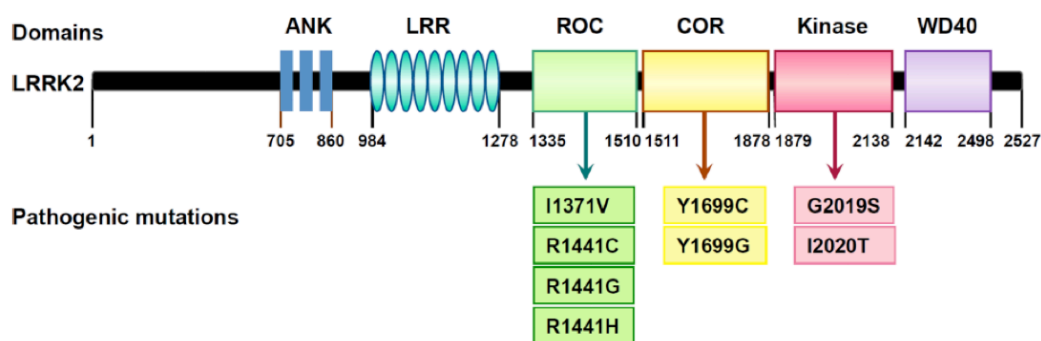 Domains ANK LRR ROC COR Kinase WD40
LRRK2
1 705 860 984 1278 1335 1510 1511 1878 1879 2138 2142 2498 2527
Pathogenic mutations
I1371V Y1699C G2019S
R1441C Y1699G I2020T
R1441G
R1441H